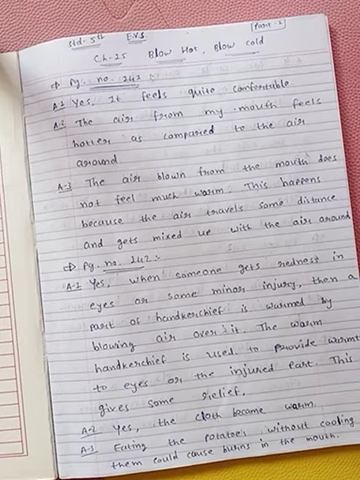 Part-1
Std-5th E.V.S
Ch-15 Blow Hot, Blow cold
Pg. no. 141
A-1 Yes, It feels quite comfortable
A-2 The air from my mouth feels
hotter as compared to the air
around
A-3 The air blown from the mouth does
not feel much warm. This happens
because the air travels some distance
and gets mixed up with the air around
Pg. no. 142:-
A-1 Yes, when someone gets redness in
eyes or some minor injury, then a
part of handkerchief is warmed by
blowing air over it. The warm
handkerchief is used to provide warmt
to eyes or the injured part. This
gives some relief.
A-2 Yes, the cloth became warm
A-1 Eating the potatoes without cooling
them could cause burns in the mouth.